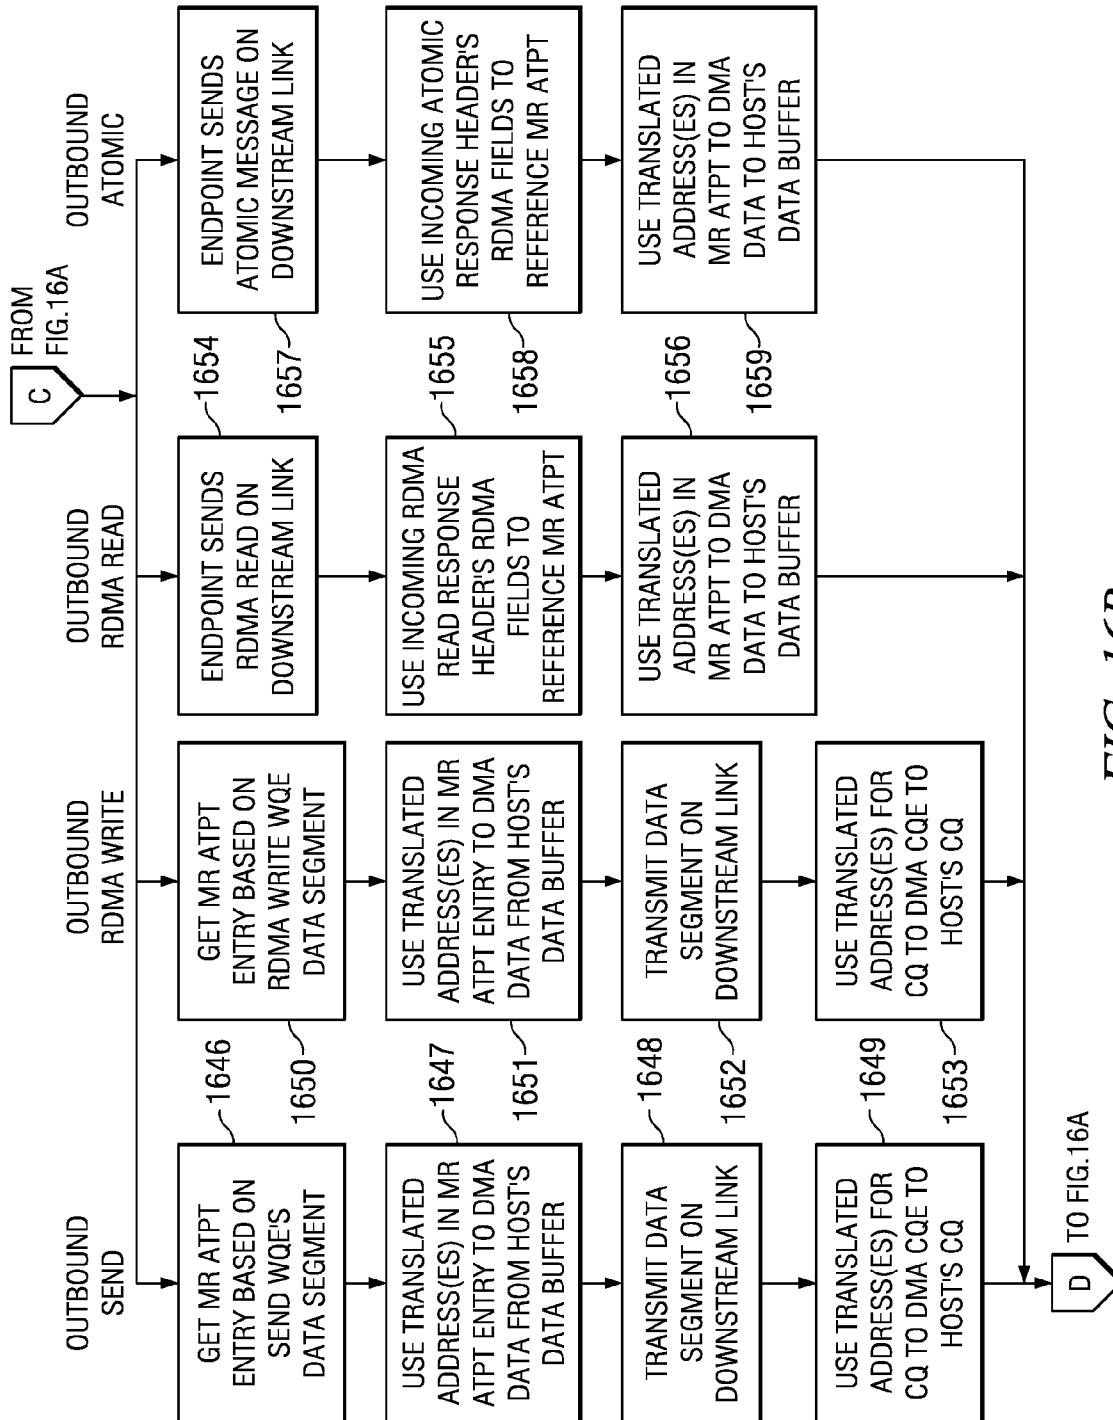 FROM
FIG.16A
C
OUTBOUND
SEND
GET MR ATPT
ENTRY BASED ON
SEND WQE'S
DATA SEGMENT
1646
USE TRANSLATED
ADDRESS(ES) IN MR
ATPT ENTRY TO DMA
DATA FROM HOST'S
DATA BUFFER
1647
TRANSMIT DATA
SEGMENT ON
DOWNSTREAM LINK
1648
USE TRANSLATED
ADDRESS(ES) FOR
CQ TO DMA CQE TO
HOST'S CQ
1649
OUTBOUND
RDMA WRITE
GET MR ATPT
ENTRY BASED ON
RDMA WRITE WQE
DATA SEGMENT
1650
USE TRANSLATED
ADDRESS(ES) IN MR
ATPT ENTRY TO DMA
DATA FROM HOST'S
DATA BUFFER
1651
TRANSMIT DATA
SEGMENT ON
DOWNSTREAM LINK
1652
USE TRANSLATED
ADDRESS(ES) FOR
CQ TO DMA CQE TO
HOST'S CQ
1653
OUTBOUND
RDMA READ
ENDPOINT SENDS
RDMA READ ON
DOWNSTREAM LINK
1654
USE INCOMING RDMA
READ RESPONSE
HEADER'S RDMA
FIELDS TO
REFERENCE MR ATPT
1655
USE TRANSLATED
ADDRESS(ES) IN
MR ATPT TO DMA
DATA TO HOST'S
DATA BUFFER
1656
OUTBOUND
ATOMIC
ENDPOINT SENDS
ATOMIC MESSAGE ON
DOWNSTREAM LINK
1657
USE INCOMING ATOMIC
RESPONSE HEADER'S
RDMA FIELDS TO
REFERENCE MR ATPT
1658
USE TRANSLATED
ADDRESS(ES) IN
MR ATPT TO DMA
DATA TO HOST'S
DATA BUFFER
1659
D
TO FIG.16A
FIG. 16B